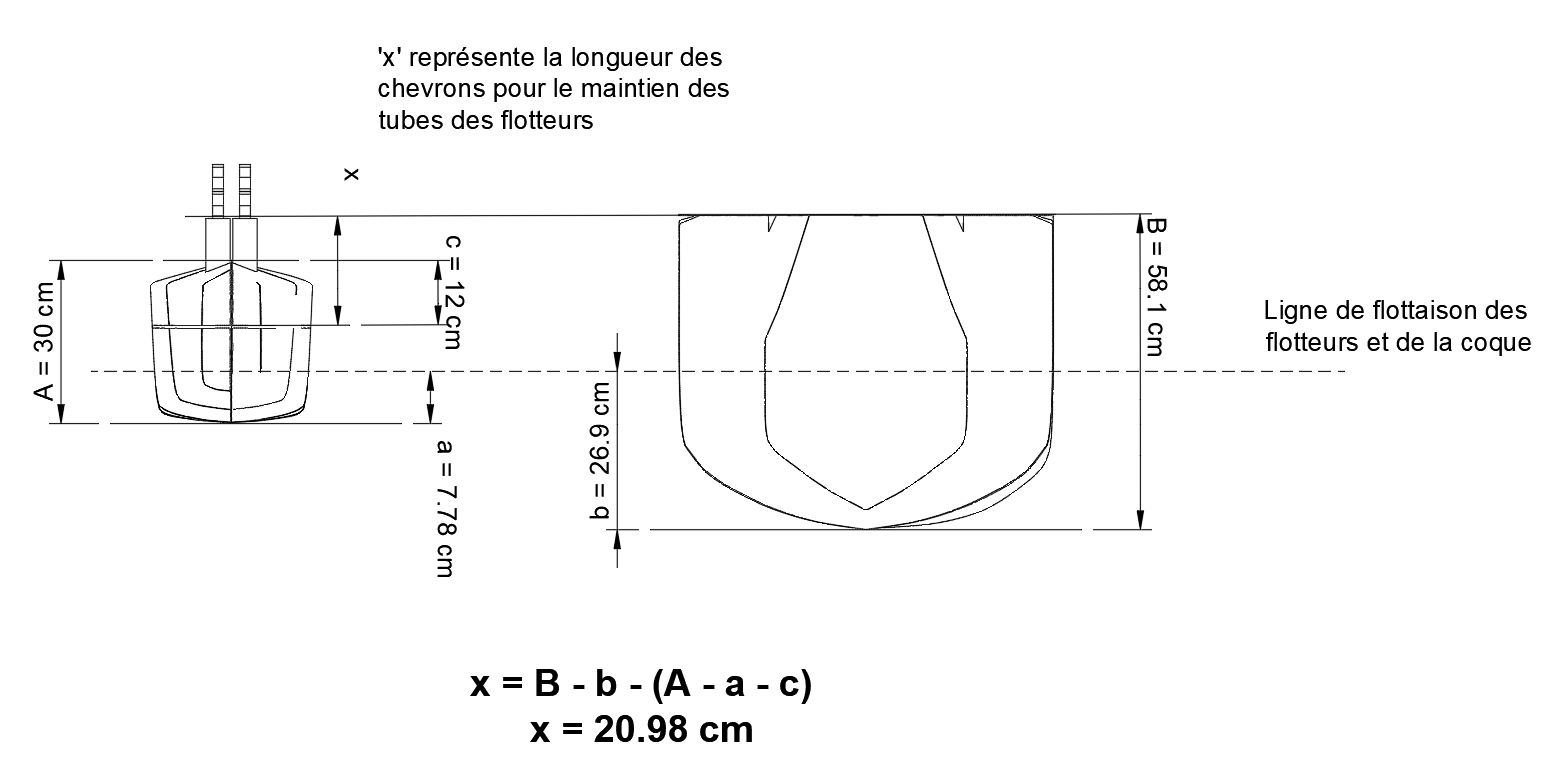 'x' représente la longueur des
chevrons pour le maintien des
tubes des flotteurs
x
c = 12 cm
A = 30 cm
a = 7.78 cm
b = 26.9 cm
B = 58.1 cm
Ligne de flottaison des
flotteurs et de la coque
x = B - b - (A - a - c)
x = 20.98 cm